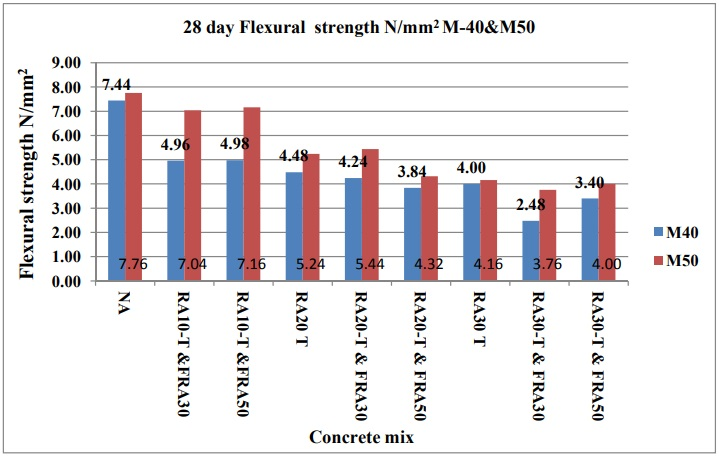 28 day Flexural strength N/mm² M-40&M50
Flexural strength N/mm²
9.00
8.00
7.00
6.00
5.00
4.00
3.00
2.00
1.00
0.00
7.44
4.96
4.98
4.48
4.24
3.84
4.00
2.48
3.40
7.76
7.04
7.16
5.24
5.44
4.32
4.16
3.76
4.00
NA
RA10-T &FRA30
RA10-T &FRA50
RA20 T
RA20-T & FRA30
RA20-T & FRA50
RA30 T
RA30-T & FRA30
RA30-T & FRA50
Concrete mix
M40
M50